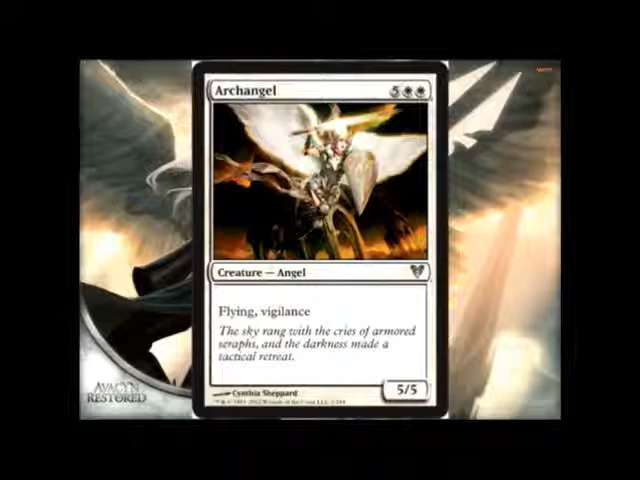 Archangel 5
Creature — Angel
Flying, vigilance
The sky rang with the cries of armored
seraphs, and the darkness made a
tactical retreat.
5/5
Cynthia Sheppard
AVACYN
RESTORED